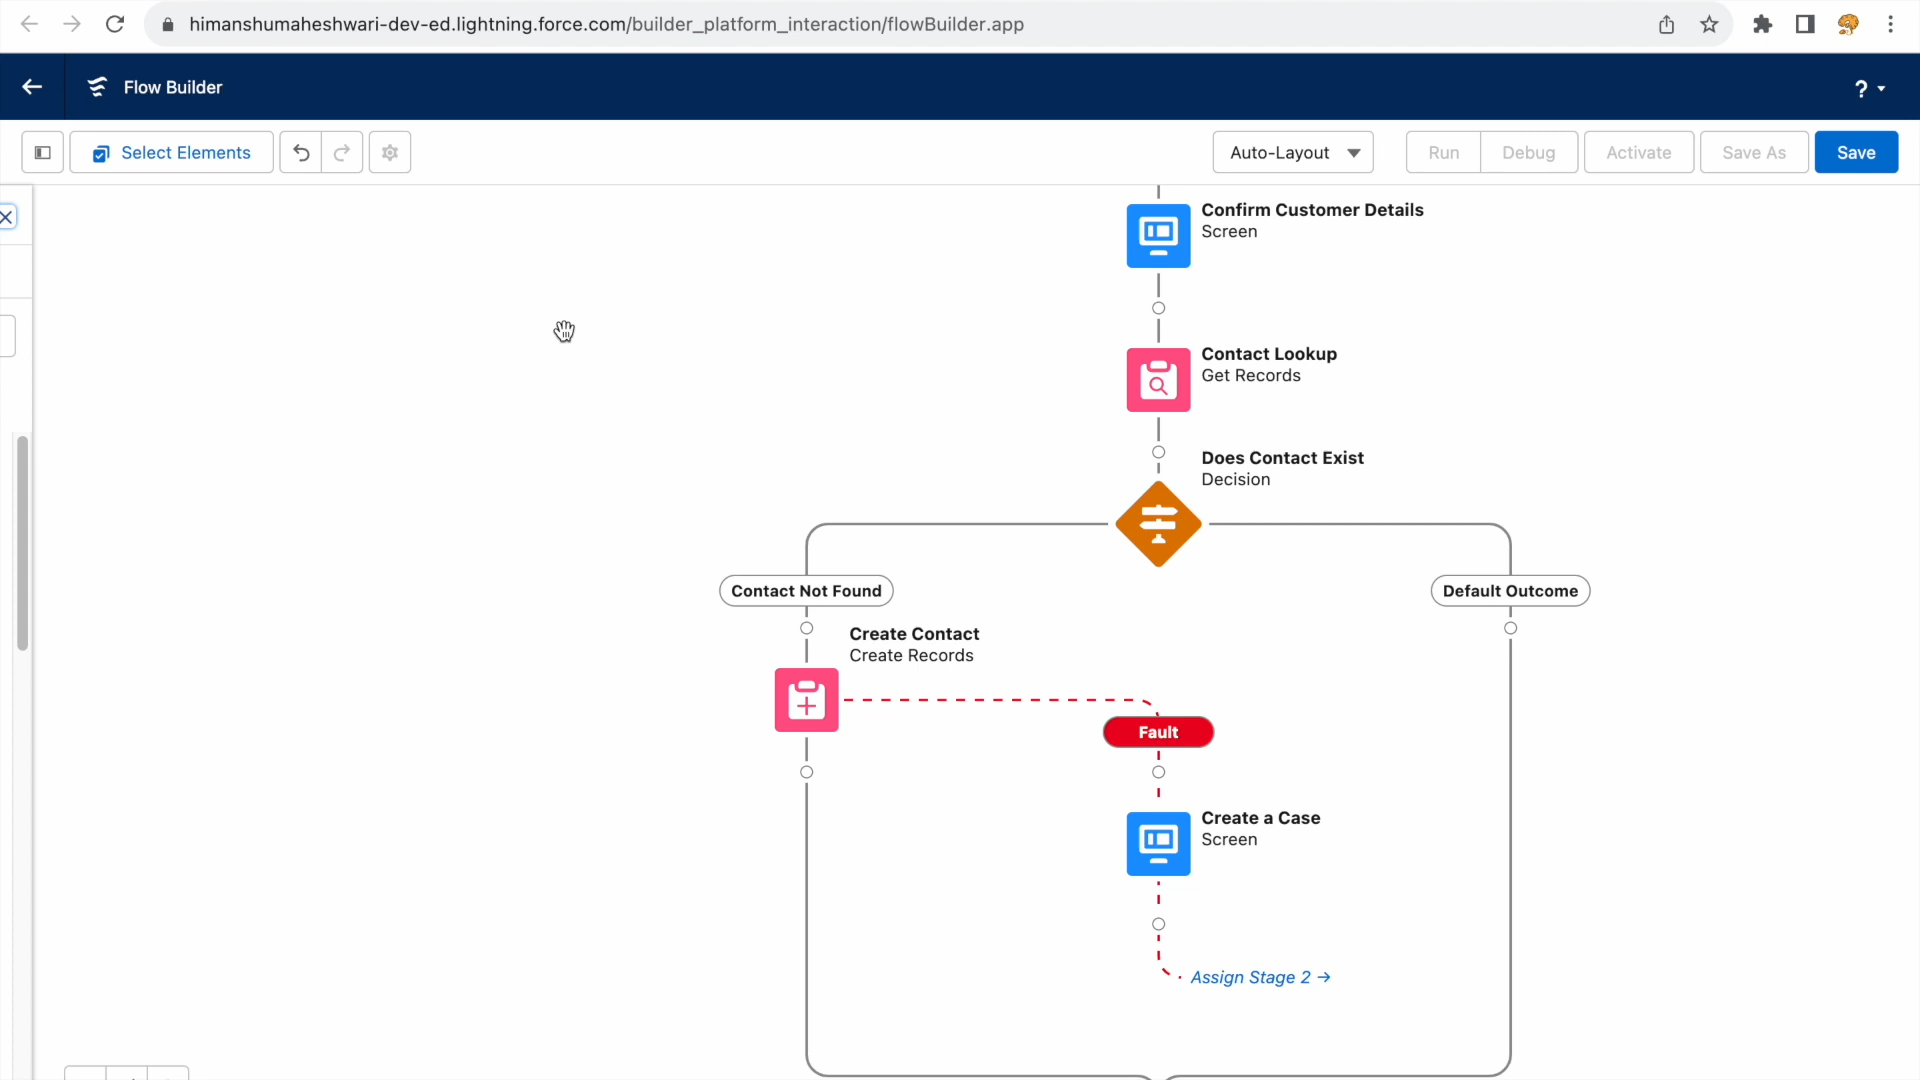 himanshumaheshwari-dev-ed.lightning.force.com/builder_platform_interaction/flowBuilder.app
Flow Builder
?
Select Elements
Auto-Layout
Run
Debug
Activate
Save As
Save
Confirm Customer Details
Screen
Contact Lookup
Get Records
Does Contact Exist
Decision
Contact Not Found
Default Outcome
Create Contact
Create Records
Fault
Create a Case
Screen
Assign Stage 2 →